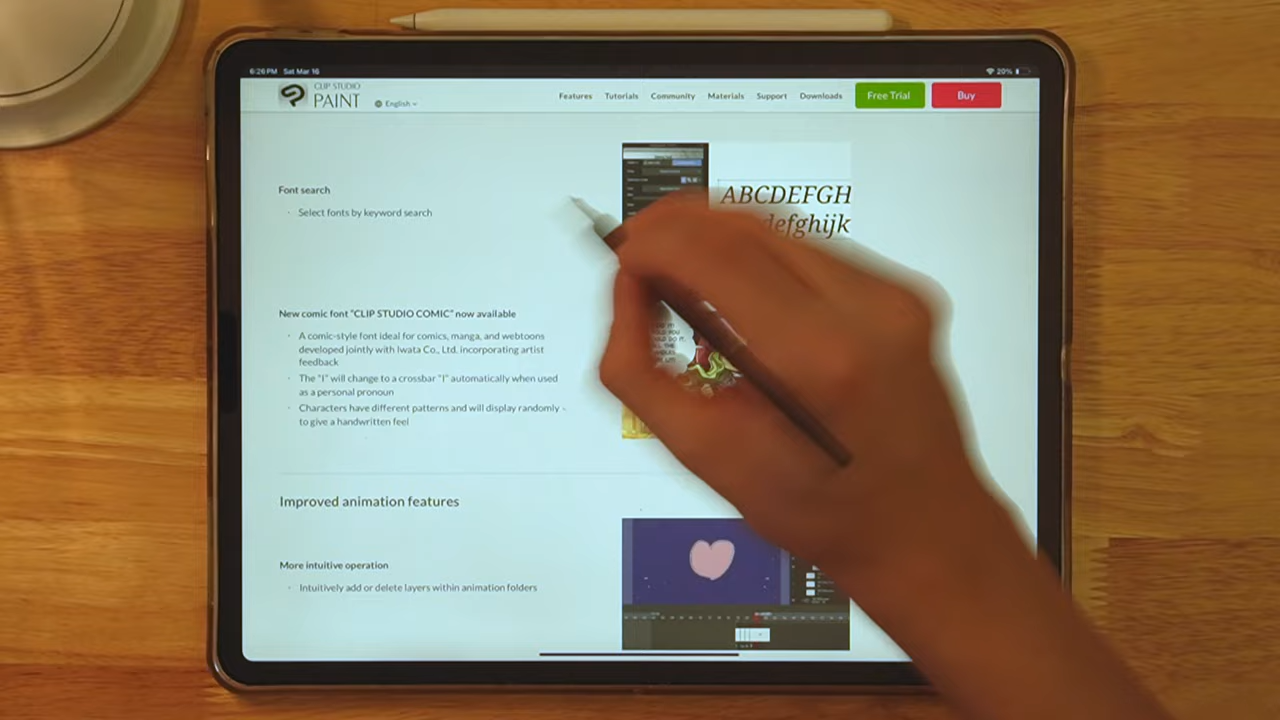 6:26 PM Sat Mar 16
29%
CLIP STUDIO
PAINT
English
Features Tutorials Community Materials Support Downloads Free Trial Buy
Font search
· Select fonts by keyword search
ABCDEFGH
defghijk
New comic font “CLIP STUDIO COMIC” now available
· A comic-style font ideal for comics, manga, and webtoons
developed jointly with Iwata Co., Ltd. incorporating artist
feedback
· The “I” will change to a crossbar “I” automatically when used
as a personal pronoun
· Characters have different patterns and will display randomly
to give a handwritten feel
Improved animation features
More intuitive operation
· Intuitively add or delete layers within animation folders